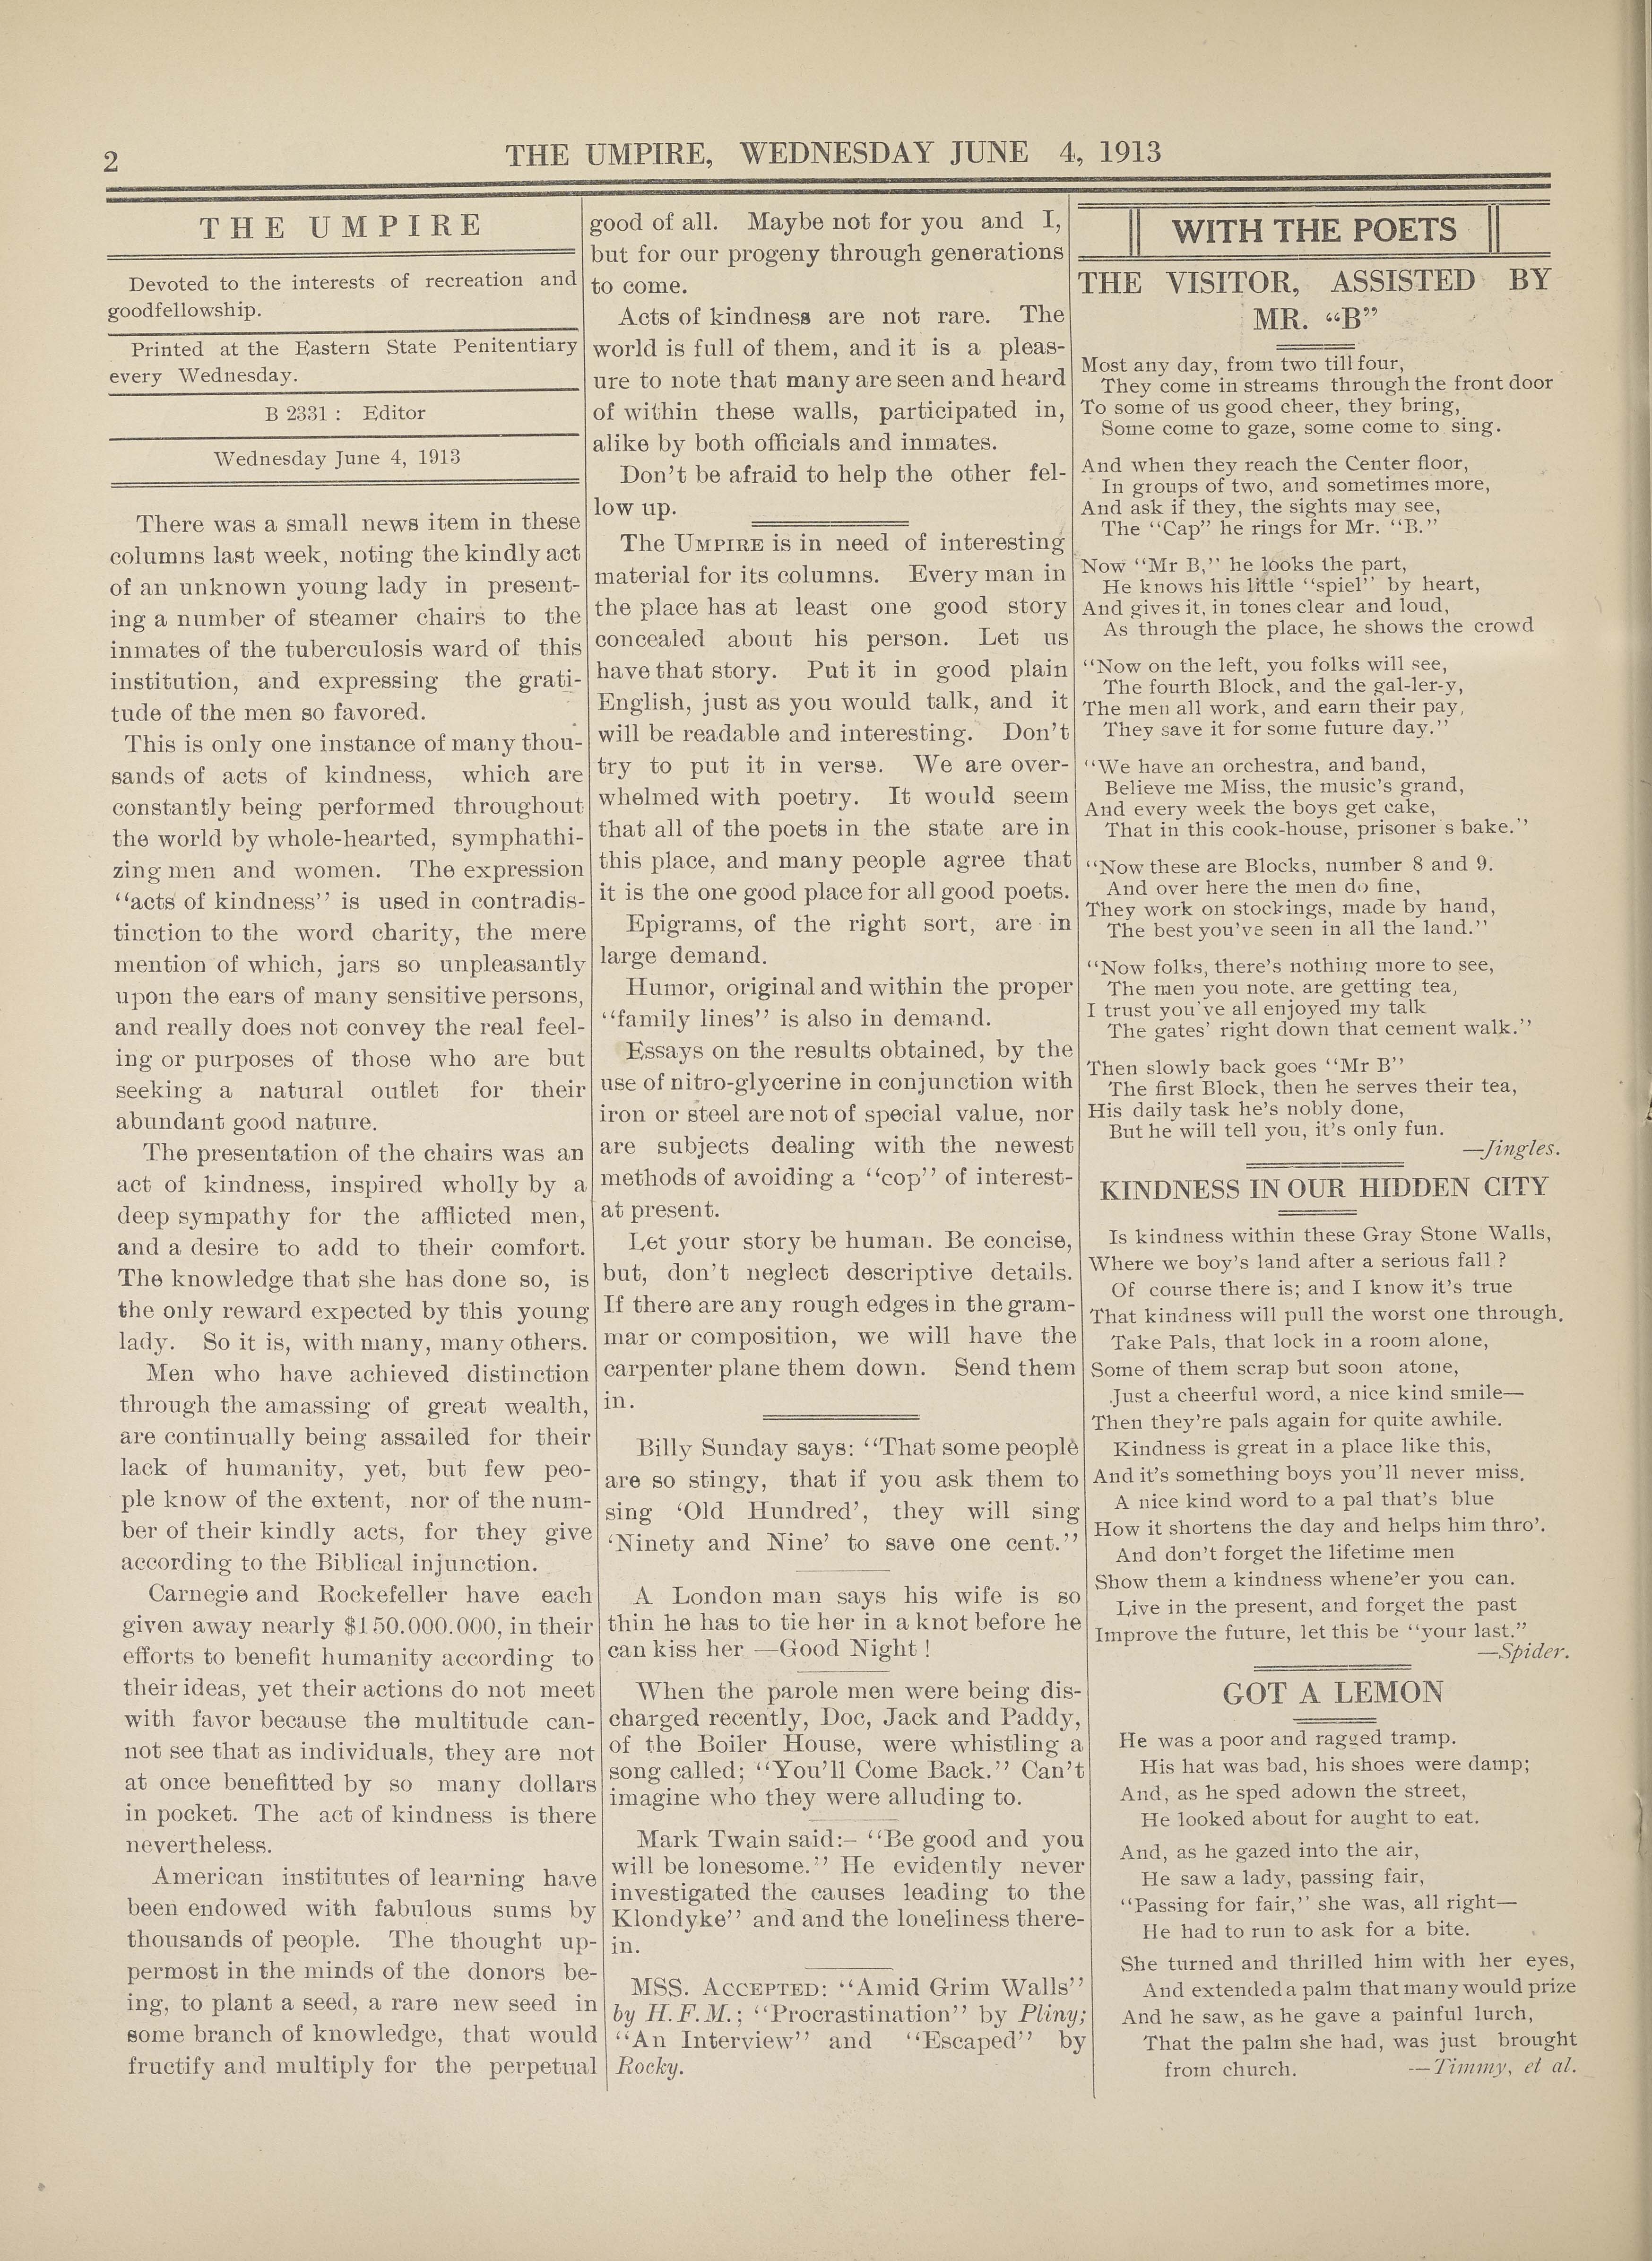 2
THE UMPIRE, WEDNESDAY JUNE 4, 1913
THE UMPIRE
Devoted to the interests of recreation and
goodfellowship.
Printed at the Eastern State Penitentiary
every Wednesday.
B 2331 : Editor
Wednesday June 4, 1913
There was a small news item in these
columns last week, noting the kindly act
of an unknown young lady in present-
ing a number of steamer chairs to the
inmates of the tuberculosis ward of this
institution, and expressing the grati-
tude of the men so favored.
This is only one instance of many thou-
sands of acts of kindness, which are
constantly being performed throughout
the world by whole-hearted, symphathi-
zing men and women. The expression
‘‘acts of kindness’’ is used in contradis-
tinction to the word charity, the mere
mention of which, jars so unpleasantly
upon the ears of many sensitive persons,
and really does not convey the real feel-
ing or purposes of those who are but
seeking a natural outlet for their
abundant good nature.
The presentation of the chairs was an
act of kindness, inspired wholly by a
deep sympathy for the afflicted men,
and a desire to add to their comfort.
The knowledge that she has done so, is
the only reward expected by this young
lady. So it is, with many, many others.
Men who have achieved distinction
through the amassing of great wealth,
are continually being assailed for their
lack of humanity, yet, but few peo-
ple know of the extent, nor of the num-
ber of their kindly acts, for they give
according to the Biblical injunction.
Carnegie and Rockefeller have each
given away nearly $150.000.000, in their
efforts to benefit humanity according to
their ideas, yet their actions do not meet
with favor because the multitude can-
not see that as individuals, they are not
at once benefitted by so many dollars
in pocket. The act of kindness is there
nevertheless.
American institutes of learning have
been endowed with fabulous sums by
thousands of people. The thought up-
permost in the minds of the donors be-
ing, to plant a seed, a rare new seed in
some branch of knowledge, that would
fructify and multiply for the perpetual
good of all. Maybe not for you and I,
but for our progeny through generations
to come.
Acts of kindness are not rare. The
world is full of them, and it is a pleas-
ure to note that many are seen and heard
of within these walls, participated in,
alike by both officials and inmates.
Don't be afraid to help the other fel-
low up.
The UMPIRE is in need of interesting
material for its columns. Every man in
the place has at least one good story
concealed about his person. Let us
have that story. Put it in good plain
English, just as you would talk, and it
will be readable and interesting. Don't
try to put it in verse. We are over-
whelmed with poetry. It would seem
that all of the poets in the state are in
this place, and many people agree that
it is the one good place for all good poets.
Epigrams, of the right sort, are in
large demand.
Humor, original and within the proper
‘‘family lines’’ is also in demand.
Essays on the results obtained, by the
use of nitro-glycerine in conjunction with
iron or steel are not of special value, nor
are subjects dealing with the newest
methods of avoiding a ‘‘cop’’ of interest-
at present.
Let your story be human. Be concise,
but, don't neglect descriptive details.
If there are any rough edges in the gram-
mar or composition, we will have the
carpenter plane them down. Send them
in.
Billy Sunday says: ‘‘That some people
are so stingy, that if you ask them to
sing ‘Old Hundred’, they will sing
‘Ninety and Nine’ to save one cent.’’
A London man says his wife is so
thin he has to tie her in a knot before he
can kiss her —Good Night !
When the parole men were being dis-
charged recently, Doc, Jack and Paddy,
of the Boiler House, were whistling a
song called; ‘‘You'll Come Back.’’ Can't
imagine who they were alluding to.
Mark Twain said:– ‘‘Be good and you
will be lonesome.’’ He evidently never
investigated the causes leading to the
Klondyke’’ and and the loneliness there-
in.
MSS. ACCEPTED: ‘‘Amid Grim Walls’’
by H.F.M.; ‘‘Procrastination’’ by Pliny;
‘‘An Interview’’ and ‘‘Escaped’’ by
Rocky.
WITH THE POETS
THE VISITOR, ASSISTED BY
MR. “B”
Most any day, from two till four,
They come in streams through the front door
To some of us good cheer, they bring,
Some come to gaze, some come to sing.
And when they reach the Center floor,
In groups of two, and sometimes more,
And ask if they, the sights may see,
The ‘‘Cap’’ he rings for Mr. ‘‘B.’’
Now ‘‘Mr B,’’ he looks the part,
He knows his little ‘‘spiel’’ by heart,
And gives it, in tones clear and loud,
As through the place, he shows the crowd
‘‘Now on the left, you folks will see,
The fourth Block, and the gal-ler-y,
The men all work, and earn their pay,
They save it for some future day.’’
‘‘We have an orchestra, and band,
Believe me Miss, the music's grand,
And every week the boys get cake,
That in this cook-house, prisoner's bake.’’
‘‘Now these are Blocks, number 8 and 9.
And over here the men do fine,
They work on stockings, made by hand,
The best you've seen in all the land.’’
‘‘Now folks, there's nothing more to see,
The men you note. are getting tea,
I trust you've all enjoyed my talk
The gates' right down that cement walk.’’
Then slowly back goes ‘‘Mr B’’
The first Block, then he serves their tea,
His daily task he's nobly done,
But he will tell you, it's only fun.
—Jingles.
KINDNESS IN OUR HIDDEN CITY
Is kindness within these Gray Stone Walls,
Where we boy's land after a serious fall ?
Of course there is; and I know it's true
That kindness will pull the worst one through.
Take Pals, that lock in a room alone,
Some of them scrap but soon atone,
Just a cheerful word, a nice kind smile—
Then they're pals again for quite awhile.
Kindness is great in a place like this,
And it's something boys you'll never miss.
A nice kind word to a pal that's blue
How it shortens the day and helps him thro'.
And don't forget the lifetime men
Show them a kindness whene'er you can.
Live in the present, and forget the past
Improve the future, let this be ‘‘your last.’’
—Spider.
GOT A LEMON
He was a poor and ragged tramp.
His hat was bad, his shoes were damp;
And, as he sped adown the street,
He looked about for aught to eat.
And, as he gazed into the air,
He saw a lady, passing fair,
‘‘Passing for fair,’’ she was, all right—
He had to run to ask for a bite.
She turned and thrilled him with her eyes,
And extended a palm that many would prize
And he saw, as he gave a painful lurch,
That the palm she had, was just brought
from church. —Timmy, et al.